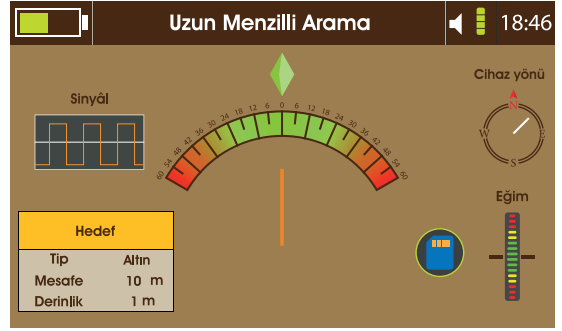 Uzun Menzilli Arama
18:46
Sinyâl
60 54 48 42 36 30 24 18 12 6 0 6 12 18 24 30 36 42 48 54 60
Cihaz yönü
N
W E
S
Eğim
Hedef
Tip Altın
Mesafe 10 m
Derinlik 1 m